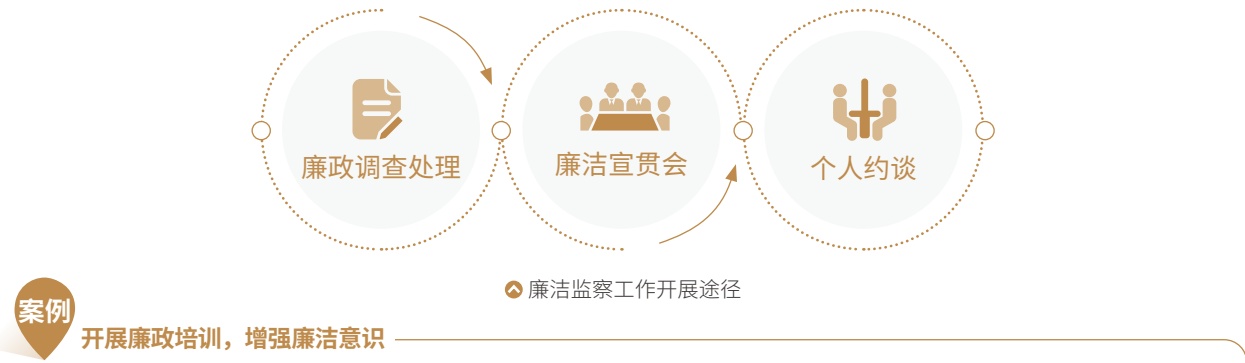 廉政调查处理
廉洁宣贯会
个人约谈
廉洁监察工作开展途径
案例
开展廉政培训，增强廉洁意识